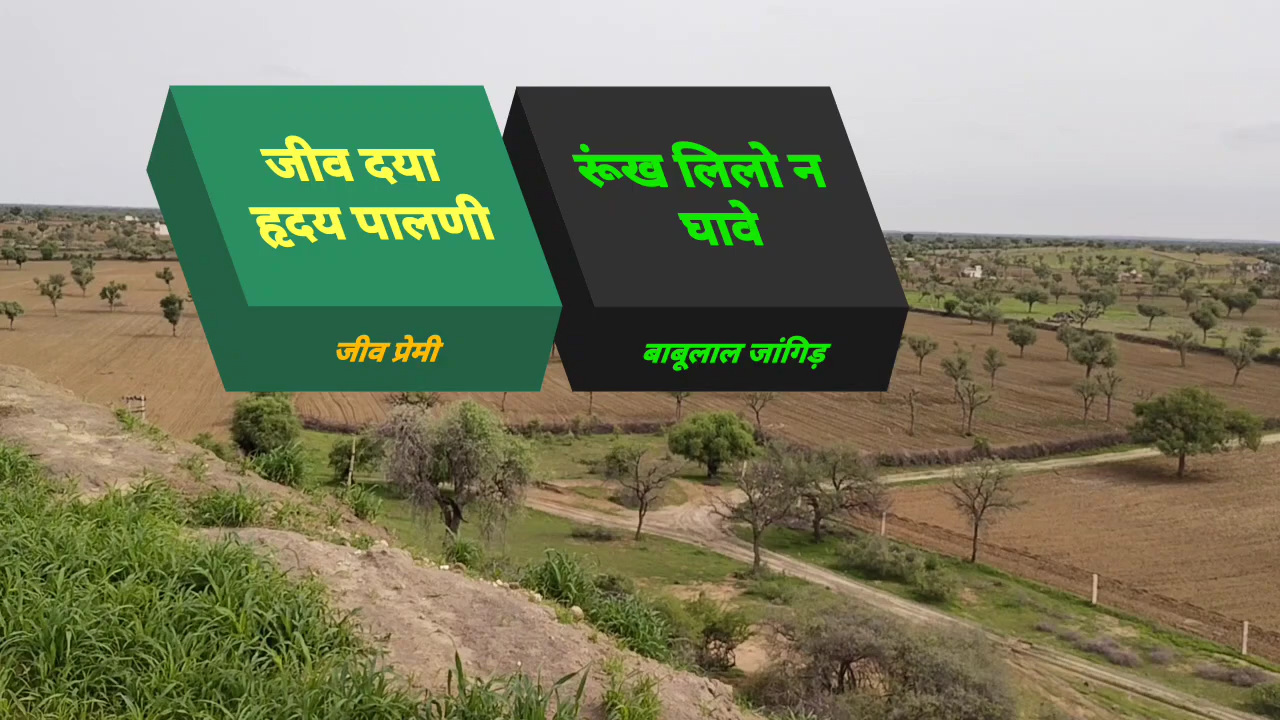 जीव दया
हृदय पालणी
जीव प्रेमी
रूंख लिलो न
घावे
बाबूलाल जांगिड़